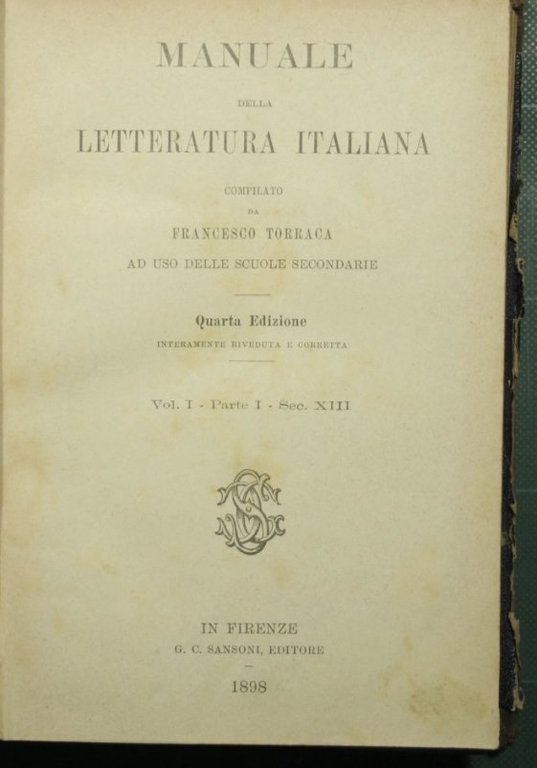 MANUALE
DELLA
LETTERATURA ITALIANA
COMPILATO
DA
FRANCESCO TORRACA
AD USO DELLE SCUOLE SECONDARIE
Quarta Edizione
INTERAMENTE RIVEDUTA E CORRETTA
Vol. I - Parte I - Sec. XIII
IN FIRENZE
G. C. SANSONI, EDITORE
1898